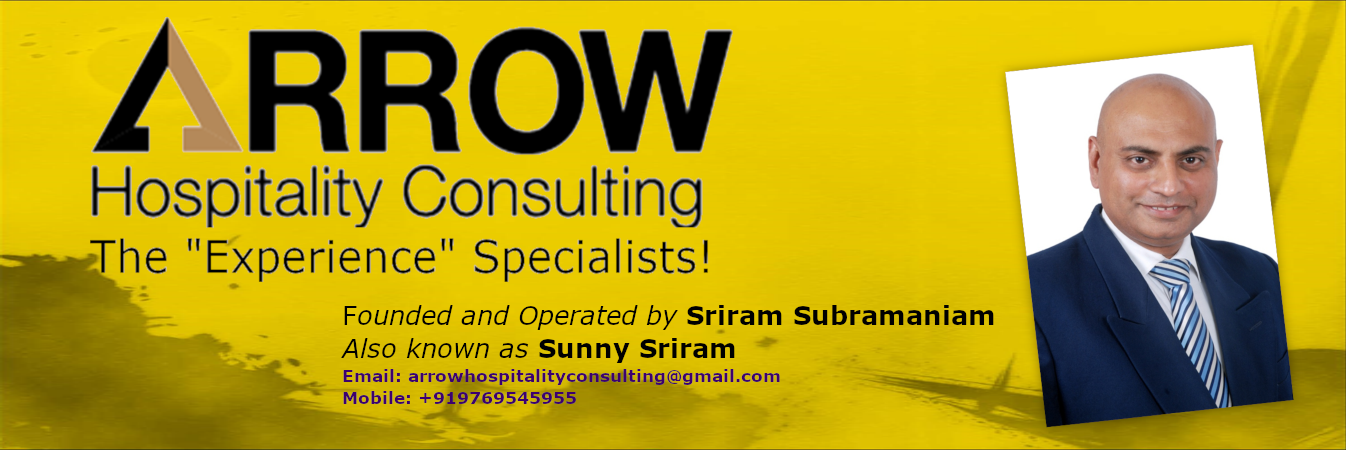 ARROW
Hospitality Consulting
The "Experience" Specialists!
Founded and Operated by Sriram Subramaniam
Also known as Sunny Sriram
Email: arrowhospitalityconsulting@gmail.com
Mobile: +919769545955